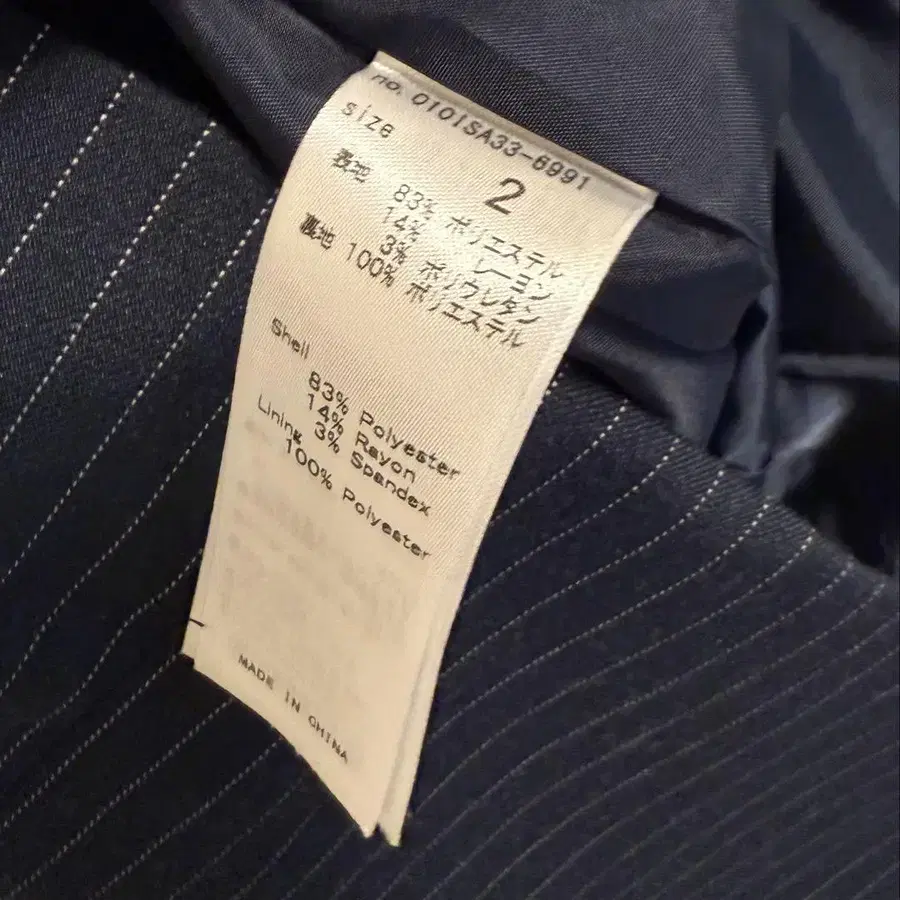 no. 0101SA33-6991
size 2
表地 83% ポリエステル
14% レーヨン
3% ポリウレタン
裏地 100% ポリエステル
Shell
83% Polyester
14% Rayon
3% Spandex
Lining
100% Polyester
MADE IN CHINA